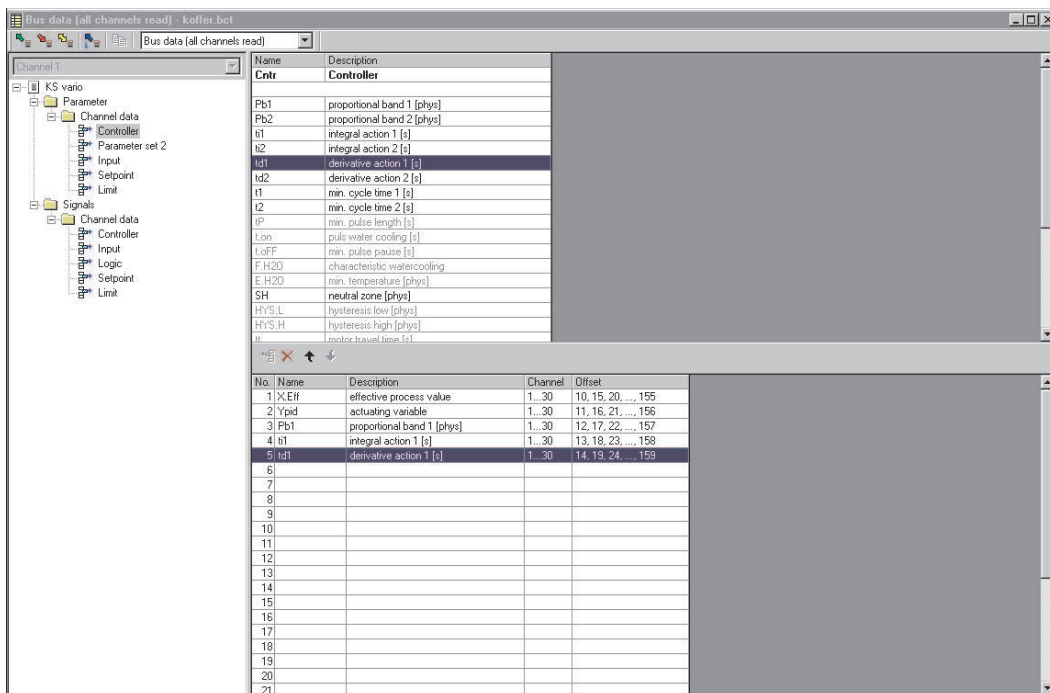 Bus data (all channels read) - koffer.bct
Bus data (all channels read)
Channel 1
KS vario
Parameter
Channel data
Controller
Parameter set 2
Input
Setpoint
Limit
Signals
Channel data
Controller
Input
Logic
Setpoint
Limit
Name Description
Cntr Controller
Pb1 proportional band 1 [phys]
Pb2 proportional band 2 [phys]
ti1 integral action 1 [s]
ti2 integral action 2 [s]
td1 derivative action 1 [s]
td2 derivative action 2 [s]
t1 min. cycle time 1 [s]
t2 min. cycle time 2 [s]
tP min. pulse length [s]
t.on puls water cooling [s]
t.oFF min. pulse pause [s]
F.H2O characteristic watercooling
E.H2O min. temperature [phys]
SH neutral zone [phys]
HYS.L hysteresis low [phys]
HYS.H hysteresis high [phys]
tt motor travel time [s]
No. Name Description Channel Offset
1 X.Eff effective process value 1...30 10, 15, 20, ..., 155
2 Ypid actuating variable 1...30 11, 16, 21, ..., 156
3 Pb1 proportional band 1 [phys] 1...30 12, 17, 22, ..., 157
4 ti1 integral action 1 [s] 1...30 13, 18, 23, ..., 158
5 td1 derivative action 1 [s] 1...30 14, 19, 24, ..., 159
6
7
8
9
10
11
12
13
14
15
16
17
18
19
20
21